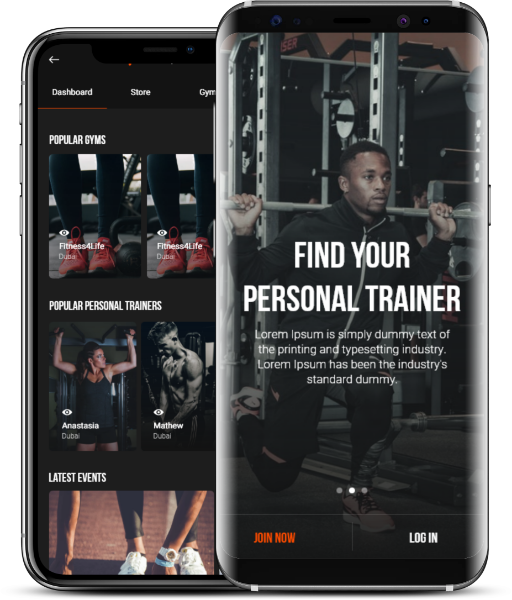 Dashboard
Store
Gym
POPULAR GYMS
Fitness4Life
Dubai
Fitness4Life
Dubai
POPULAR PERSONAL TRAINERS
Anastasia
Dubai
Mathew
Dubai
LATEST EVENTS
FIND YOUR
PERSONAL TRAINER
Lorem Ipsum is simply dummy text of
the printing and typesetting industry.
Lorem Ipsum has been the industry's
standard dummy.
JOIN NOW
LOG IN